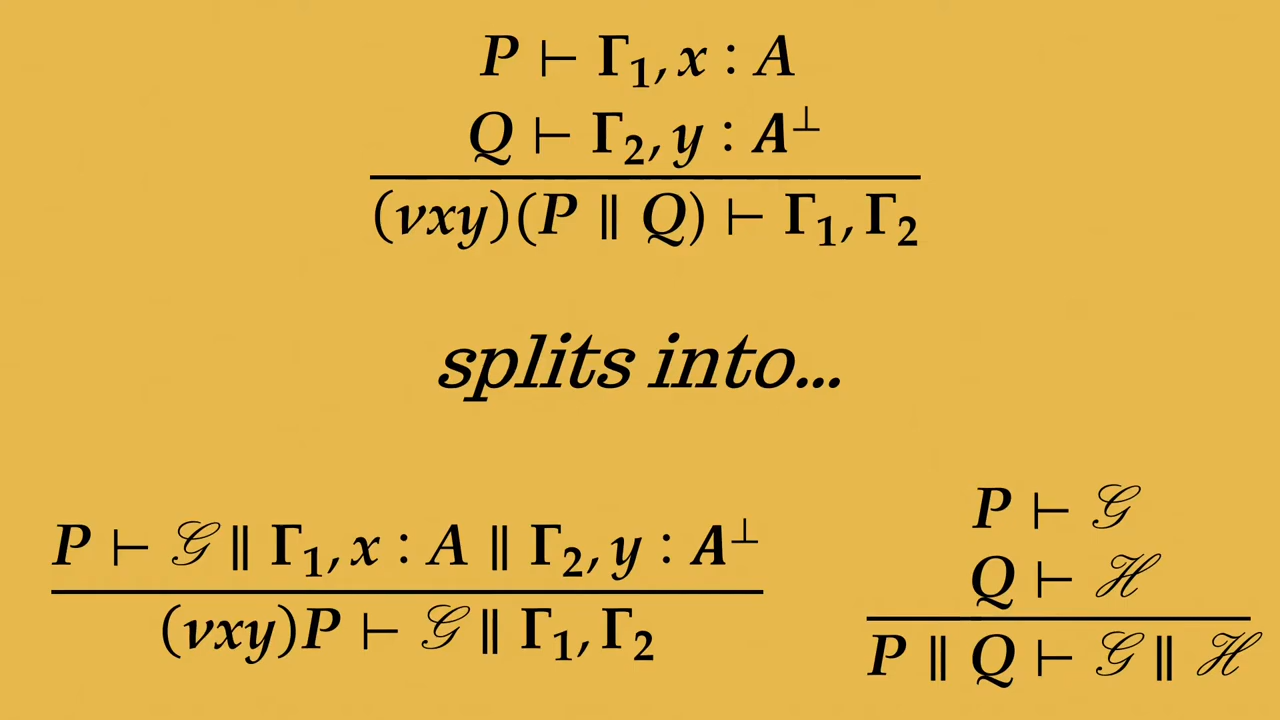 P ⊢ Γ₁, x : A
Q ⊢ Γ₂, y : A⊥
(νxy)(P ∥ Q) ⊢ Γ₁, Γ₂
splits into...
P ⊢ 𝒢 ∥ Γ₁, x : A ∥ Γ₂, y : A⊥
(νxy)P ⊢ 𝒢 ∥ Γ₁, Γ₂
P ⊢ 𝒢
Q ⊢ ℋ
P ∥ Q ⊢ 𝒢 ∥ ℋ